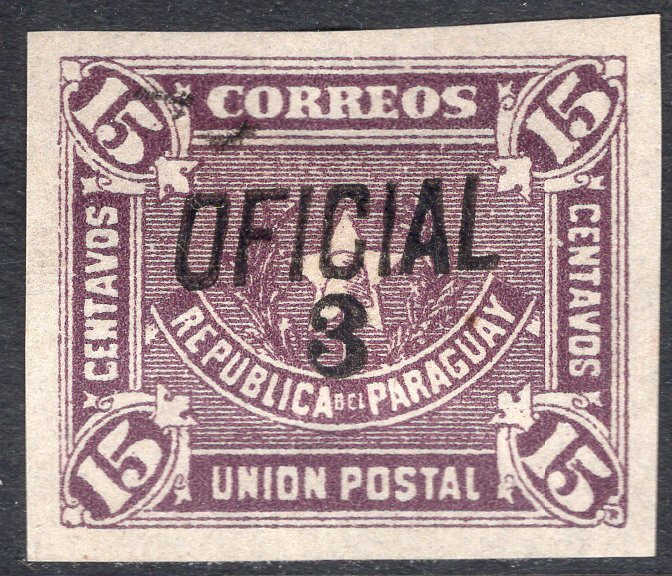 15 CORREOS 15
CENTAVOS
OFICIAL
3
CENTAVOS
REPUBLICA DEL PARAGUAY
15 UNION POSTAL 15